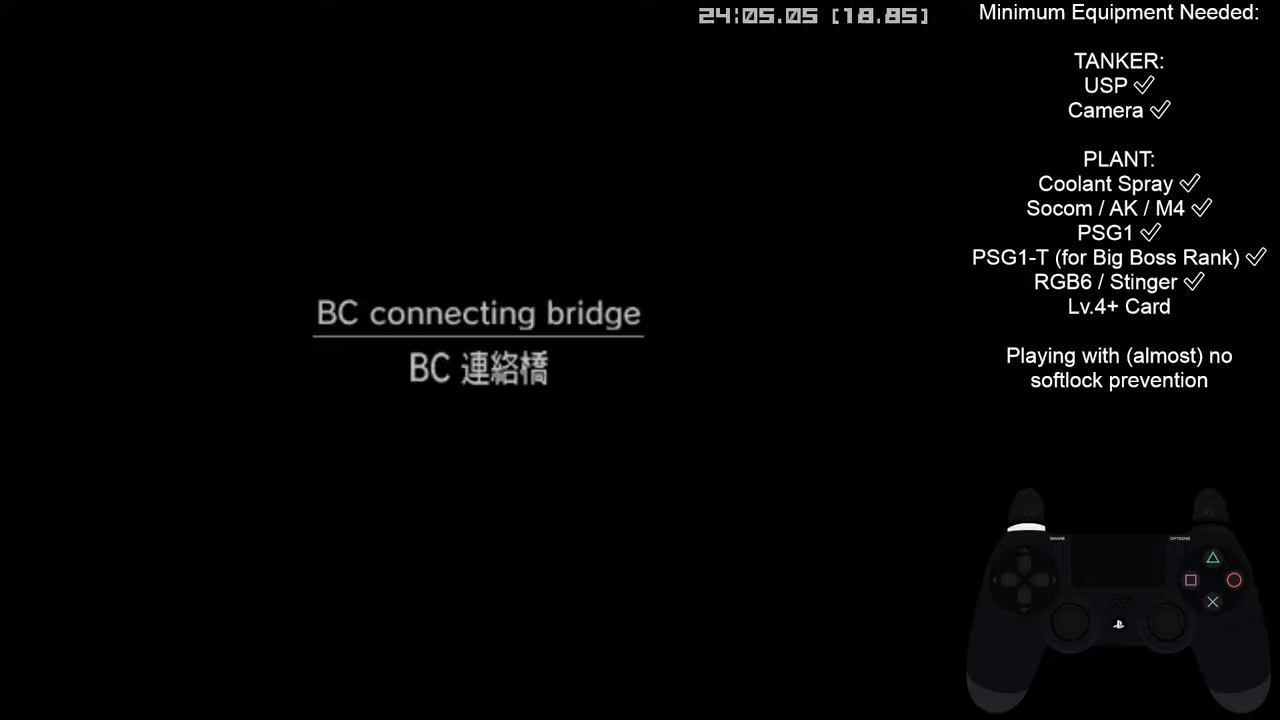 24:05.05 [18.85]
Minimum Equipment Needed:
TANKER:
USP ✓
Camera ✓
PLANT:
Coolant Spray ✓
Socom / AK / M4 ✓
PSG1 ✓
PSG1-T (for Big Boss Rank) ✓
RGB6 / Stinger ✓
Lv.4+ Card
Playing with (almost) no
softlock prevention
BC connecting bridge
BC 連絡橋
SHARE
OPTIONS